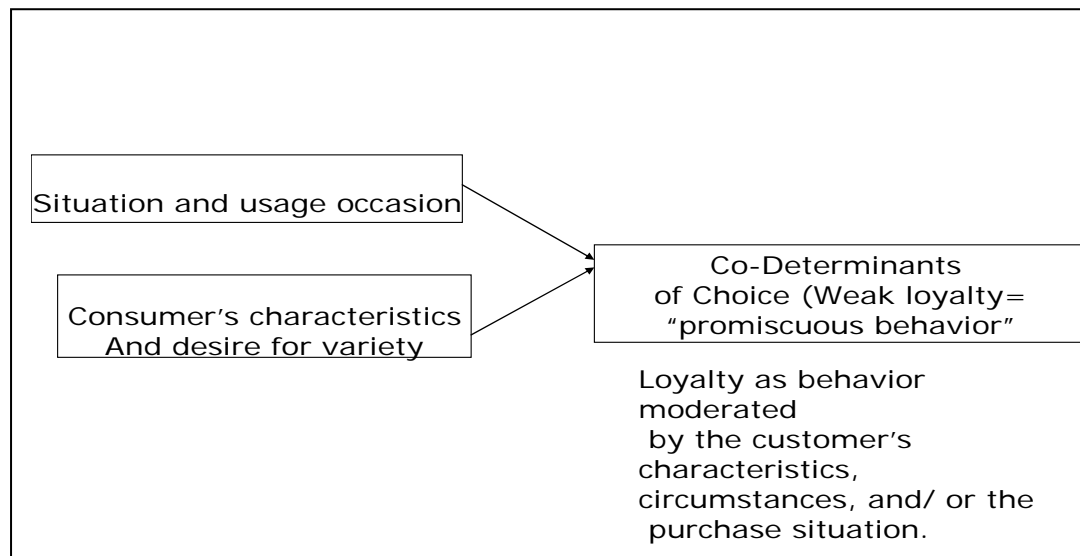 Situation and usage occasion
Consumer's characteristics
And desire for variety
Co-Determinants
of Choice (Weak loyalty=
“promiscuous behavior”
Loyalty as behavior
moderated
by the customer's
characteristics,
circumstances, and/ or the
purchase situation.